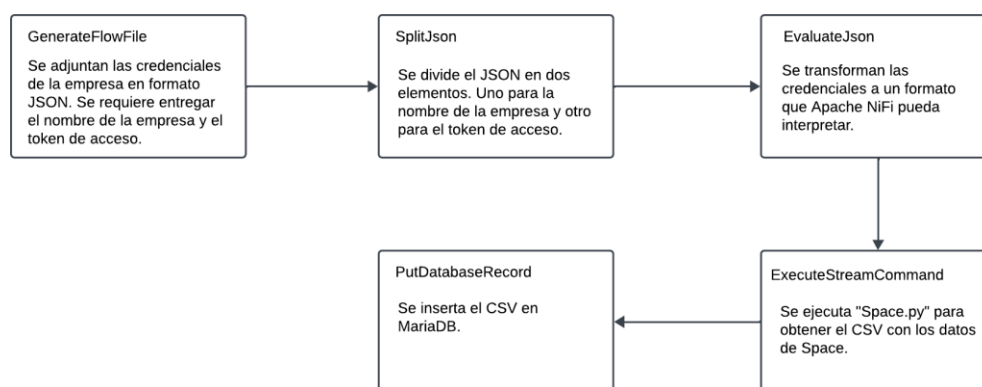 GenerateFlowFile
Se adjuntan las credenciales
de la empresa en formato
JSON. Se requiere entregar
el nombre de la empresa y el
token de acceso.
SplitJson
Se divide el JSON en dos
elementos. Uno para la
nombre de la empresa y otro
para el token de acceso.
EvaluateJson
Se transforman las
credenciales a un formato
que Apache NiFi pueda
interpretar.
ExecuteStreamCommand
Se ejecuta "Space.py" para
obtener el CSV con los datos
de Space.
PutDatabaseRecord
Se inserta el CSV en
MariaDB.